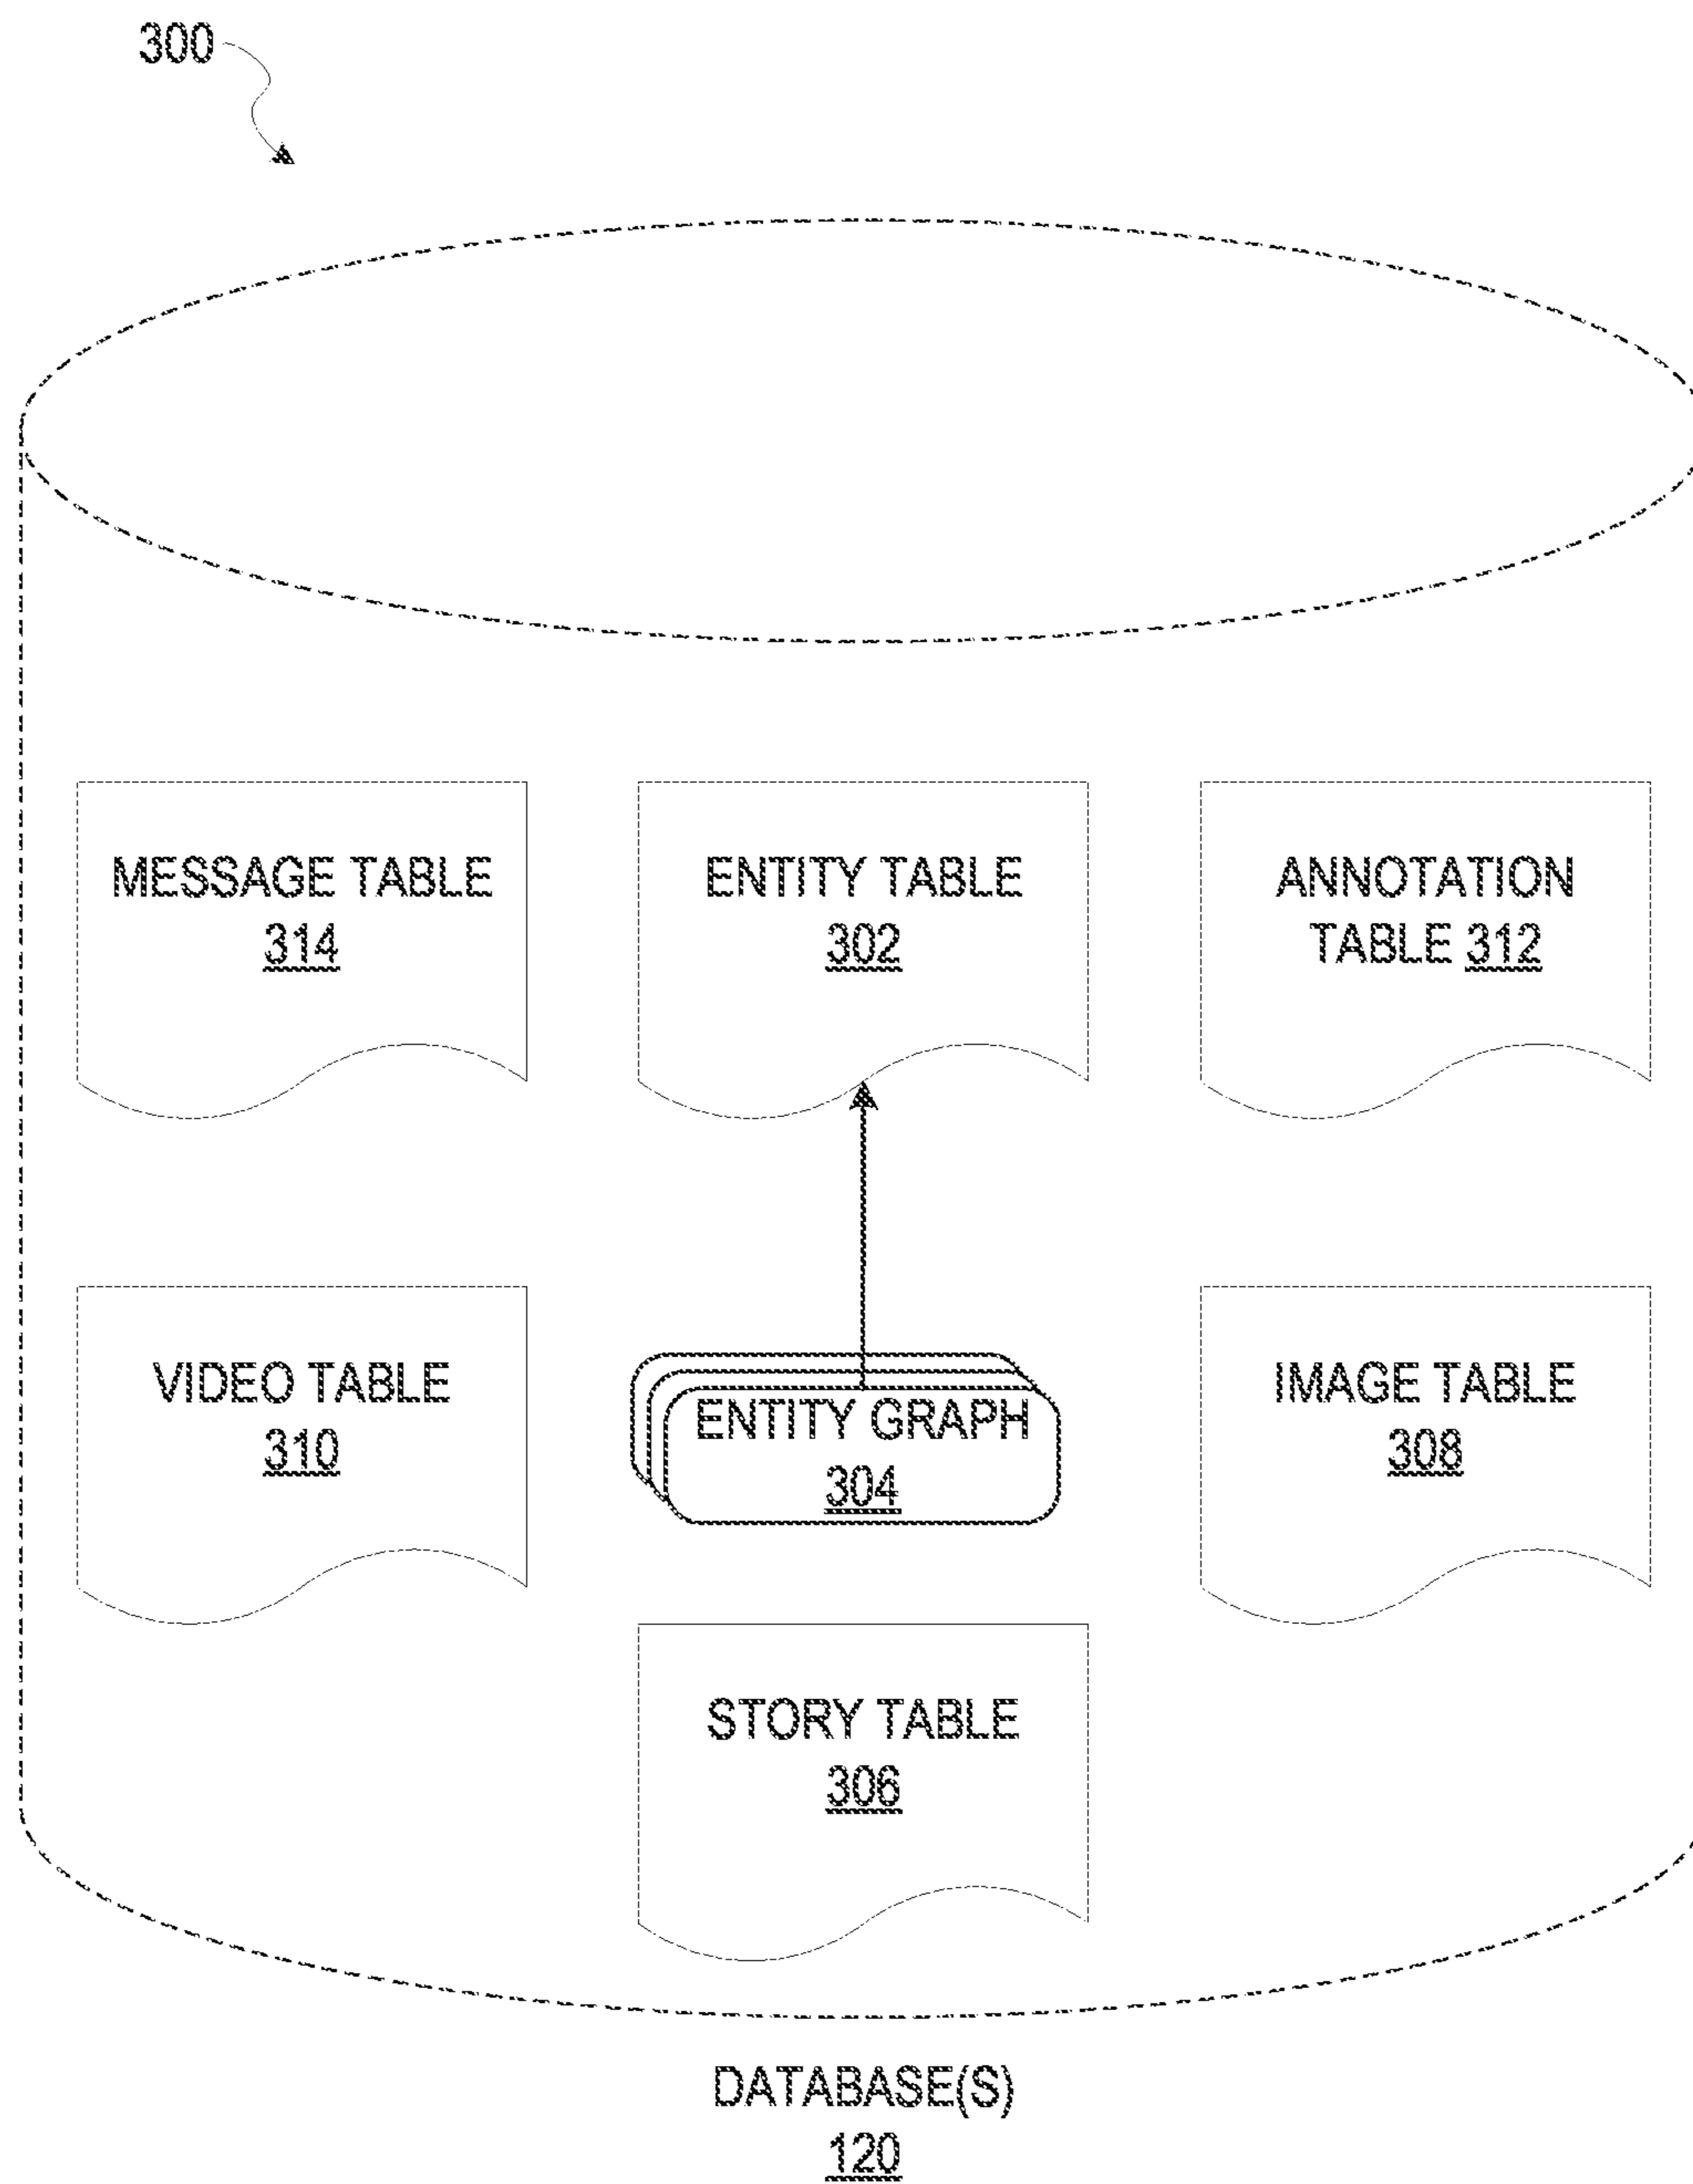 300
MESSAGE TABLE
314
ENTITY TABLE
302
ANNOTATION
TABLE 312
VIDEO TABLE
310
ENTITY GRAPH
304
IMAGE TABLE
308
STORY TABLE
306
DATABASE(S)
120